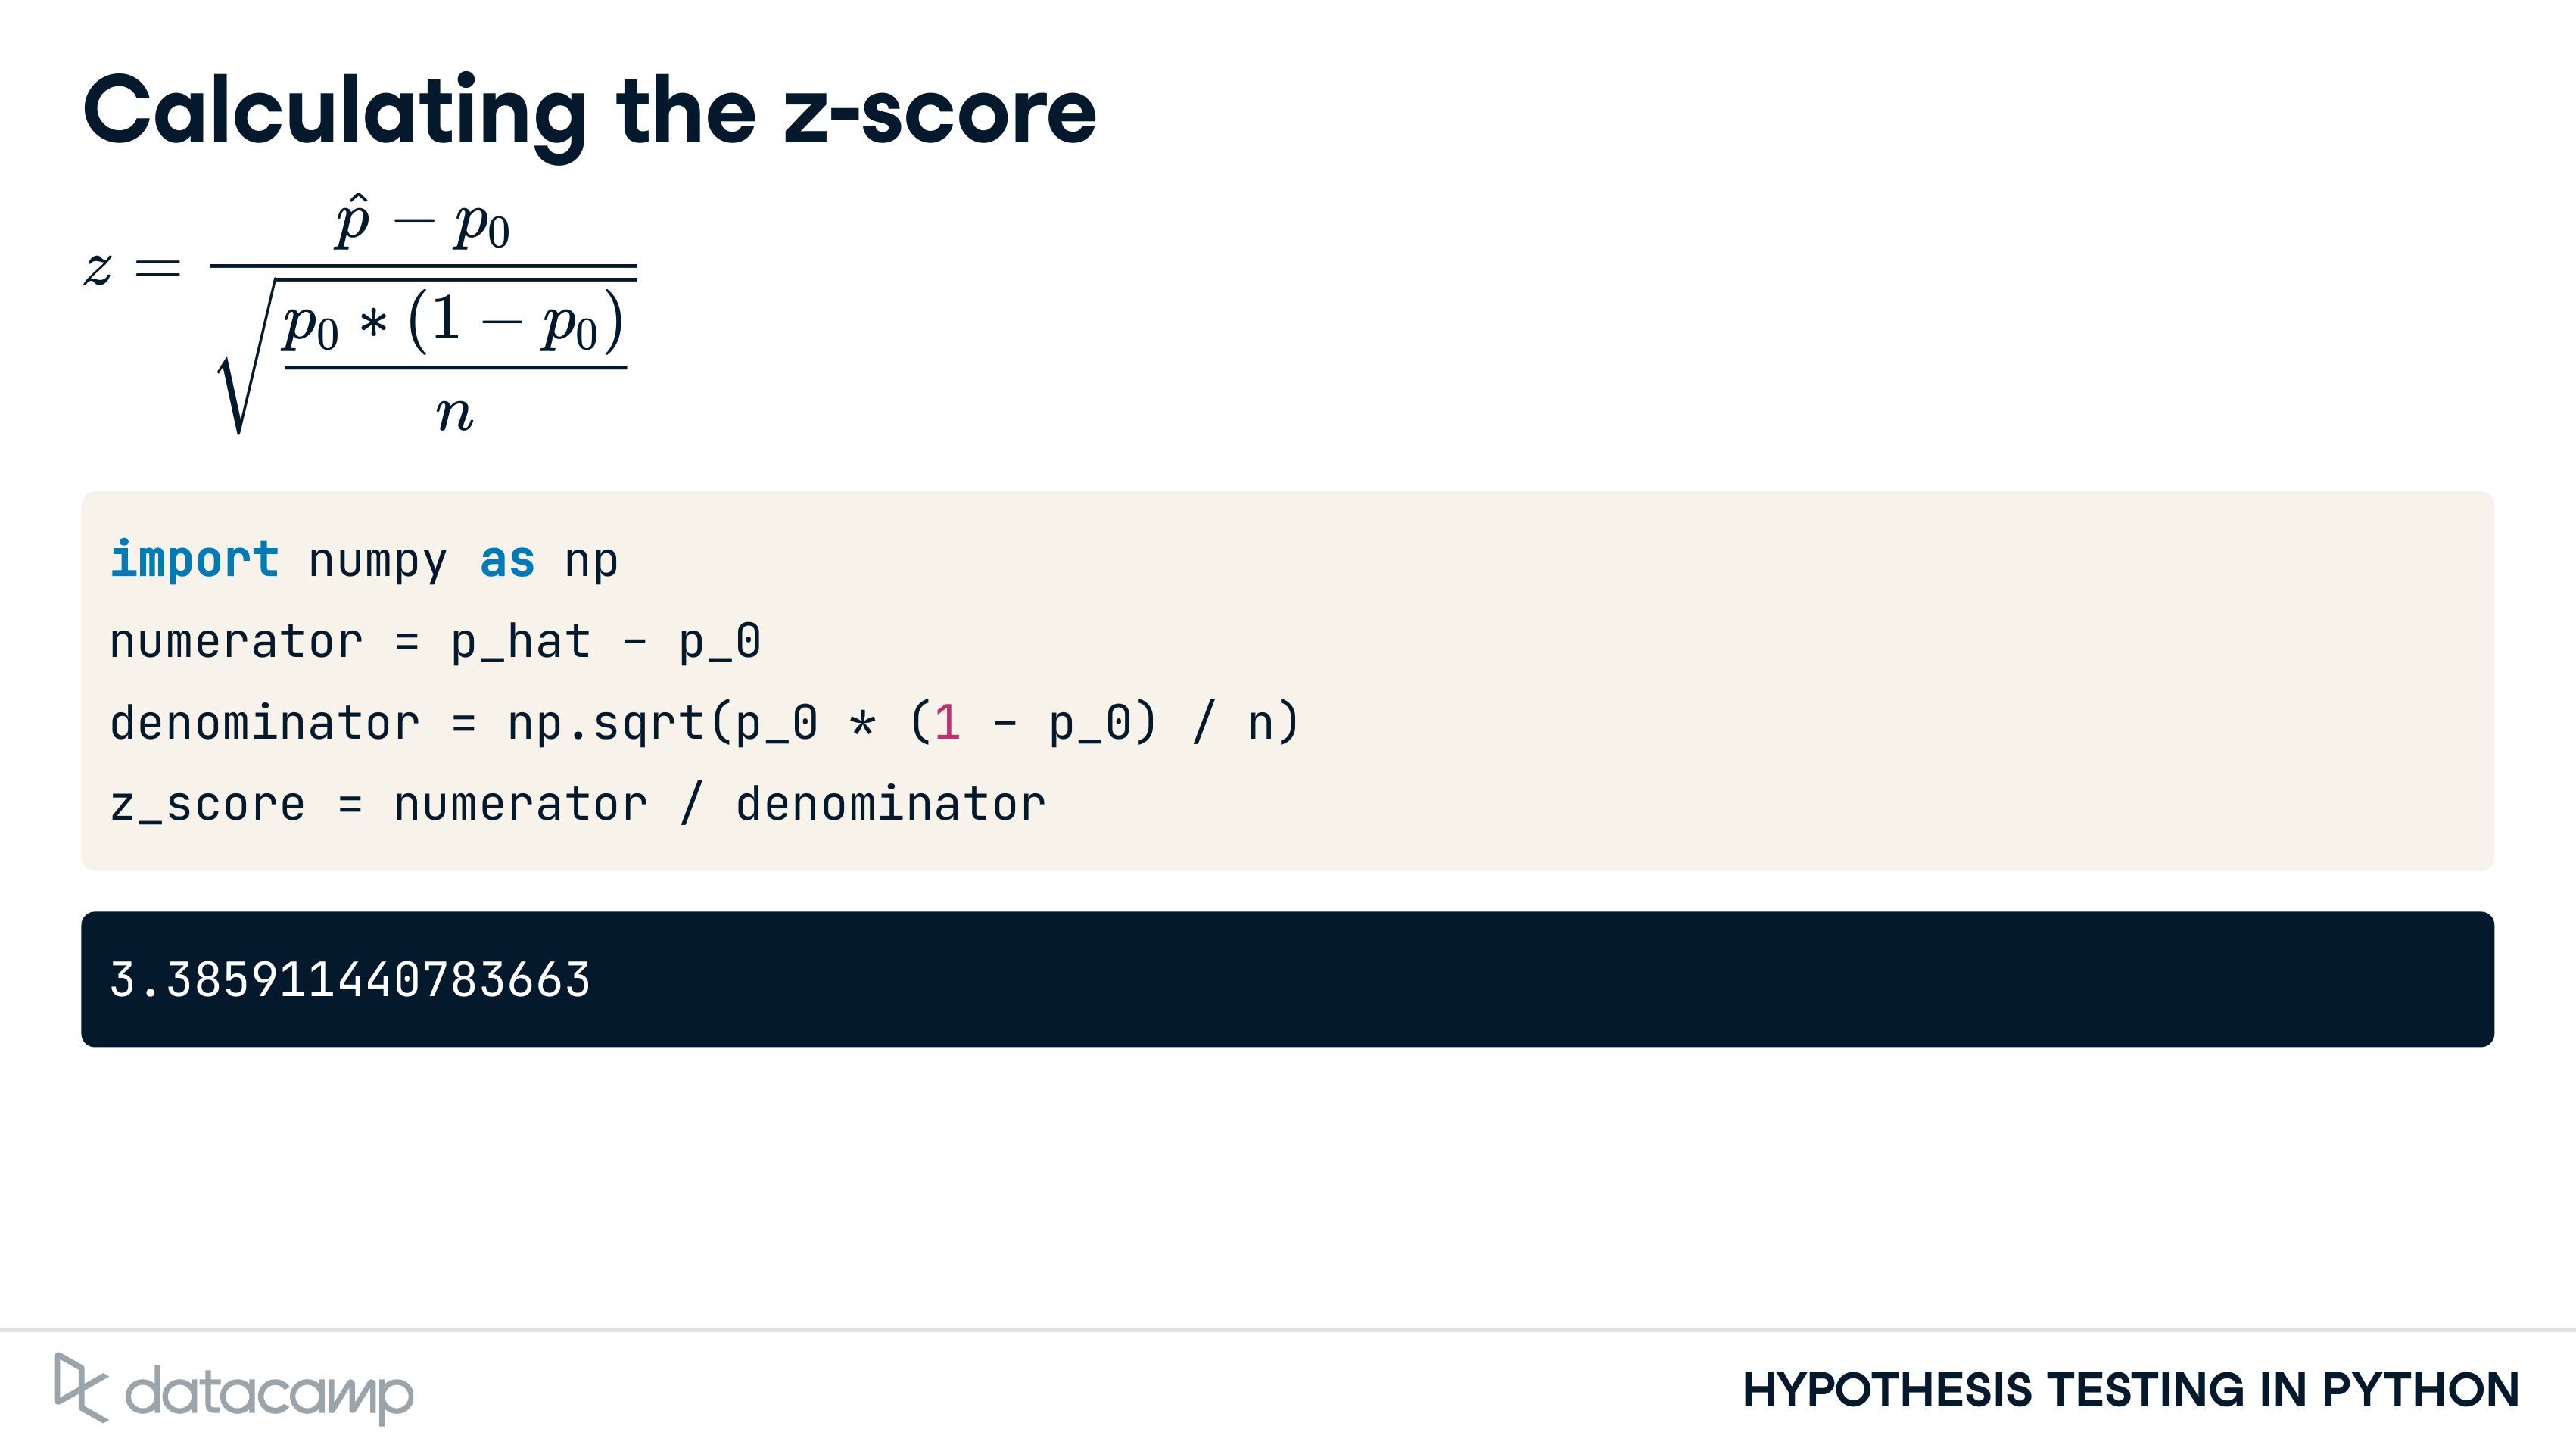 Calculating the z-score
z = \frac{\hat{p} - p_0}{\sqrt{\frac{p_0 * (1 - p_0)}{n}}}
import numpy as np
numerator = p_hat - p_0
denominator = np.sqrt(p_0 * (1 - p_0) / n)
z_score = numerator / denominator
3.385911440783663
datacamp
HYPOTHESIS TESTING IN PYTHON